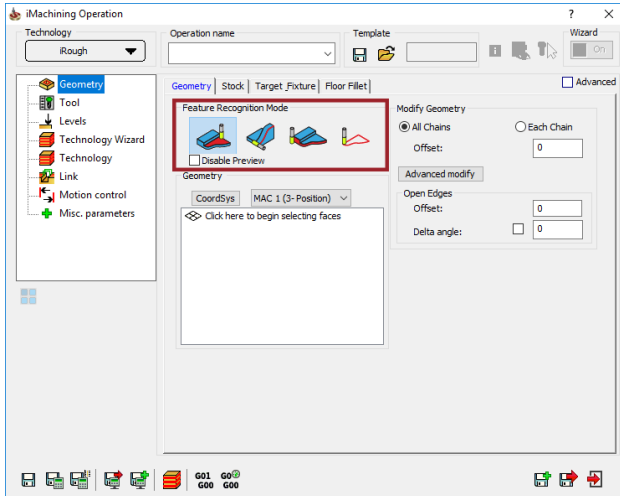 iMachining Operation
? ×
Technology
iRough
Operation name
Template
Wizard
On
Geometry
Tool
Levels
Technology Wizard
Technology
Link
Motion control
Misc. parameters
Geometry Stock Target_Fixture Floor Fillet
Advanced
Feature Recognition Mode
Disable Preview
Geometry
CoordSys MAC 1 (3- Position)
Click here to begin selecting faces
Modify Geometry
All Chains Each Chain
Offset: 0
Advanced modify
Open Edges
Offset: 0
Delta angle: 0
G01 G0
G00 G00